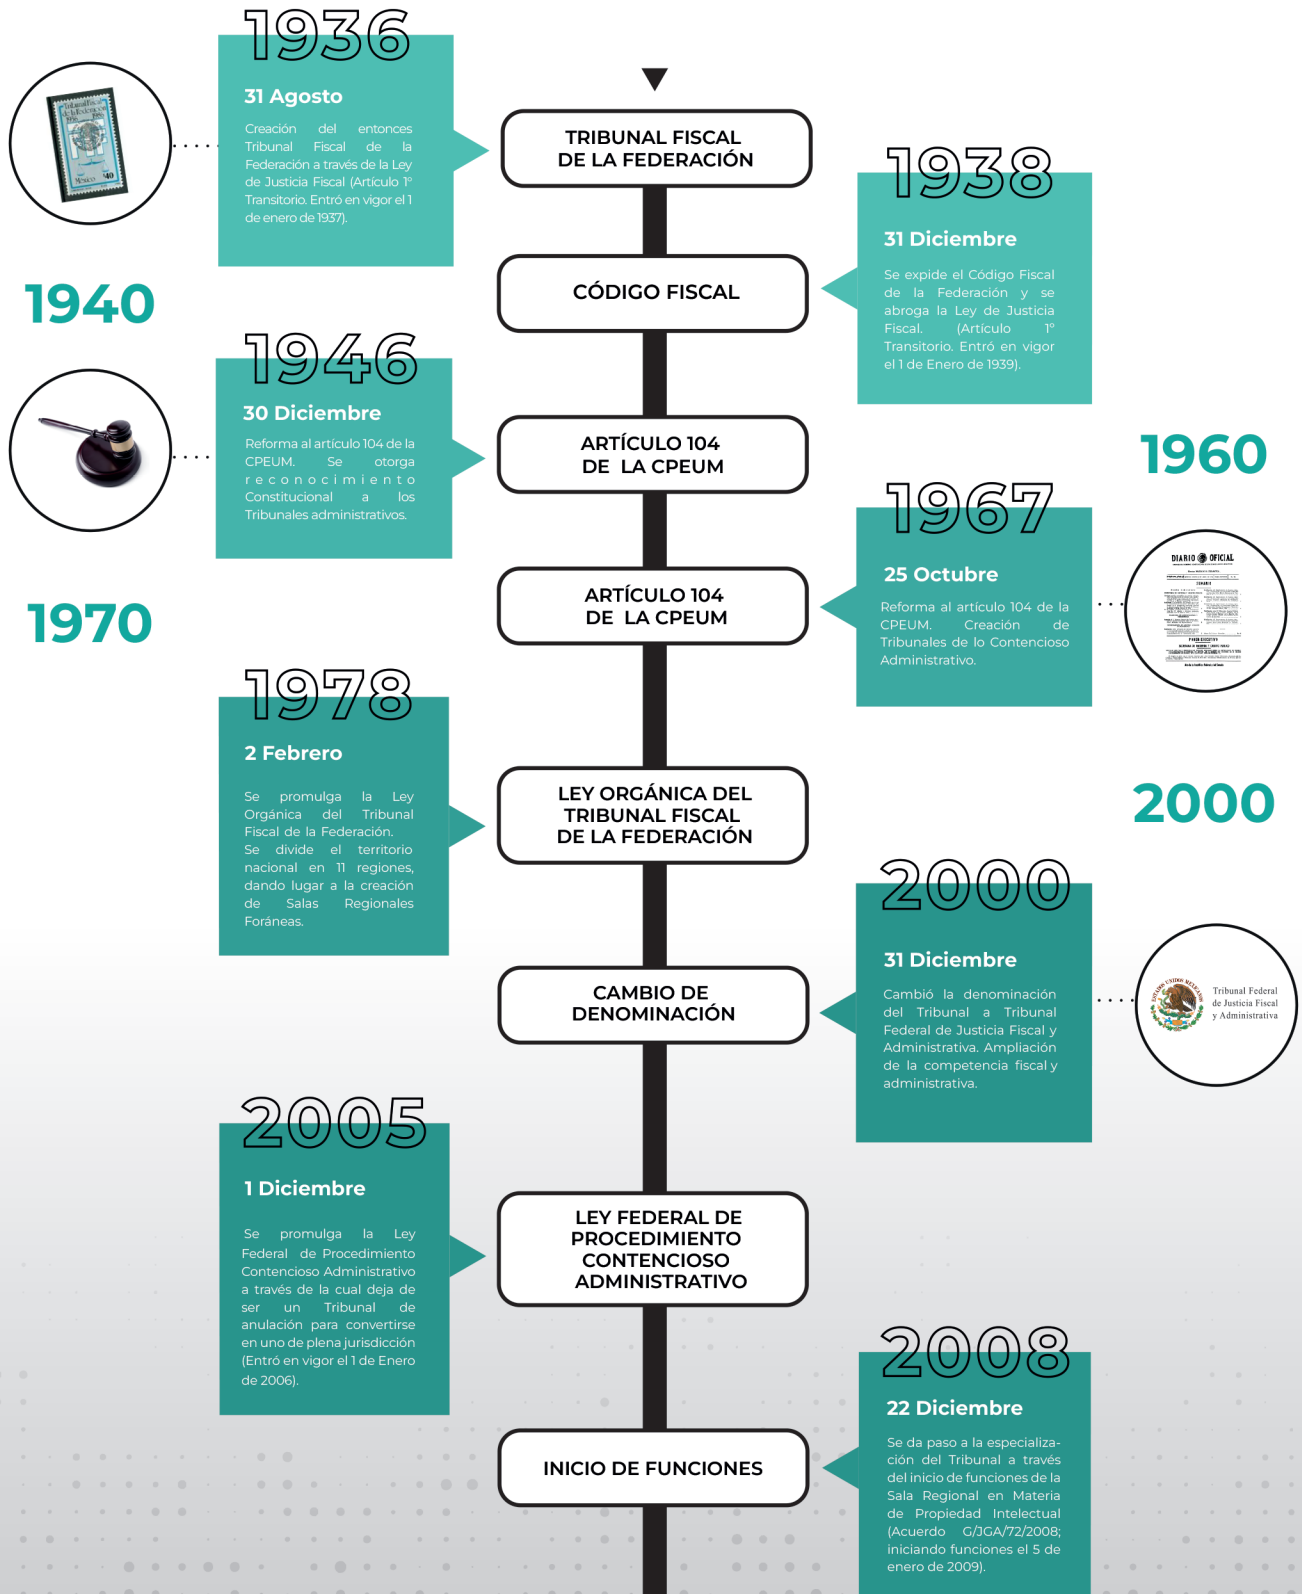 1936
31 Agosto
Creación del entonces
Tribunal Fiscal de la
Federación a través de la Ley
de Justicia Fiscal (Artículo 1º
Transitorio. Entró en vigor el 1
de enero de 1937).
Tribunal Fiscal
de la Federación
1936 1986
México 40
TRIBUNAL FISCAL
DE LA FEDERACIÓN
1938
31 Diciembre
Se expide el Código Fiscal
de la Federación y se
abroga la Ley de Justicia
Fiscal. (Artículo 1º
Transitorio. Entró en vigor
el 1 de Enero de 1939).
CÓDIGO FISCAL
1940
1946
30 Diciembre
Reforma al artículo 104 de la
CPEUM. Se otorga
reconocimiento
Constitucional a los
Tribunales administrativos.
ARTÍCULO 104
DE LA CPEUM
1960
1967
25 Octubre
Reforma al artículo 104 de la
CPEUM. Creación de
Tribunales de lo Contencioso
Administrativo.
DIARIO OFICIAL
ARTÍCULO 104
DE LA CPEUM
1970
1978
2 Febrero
Se promulga la Ley
Orgánica del Tribunal
Fiscal de la Federación.
Se divide el territorio
nacional en 11 regiones,
dando lugar a la creación
de Salas Regionales
Foráneas.
LEY ORGÁNICA DEL
TRIBUNAL FISCAL
DE LA FEDERACIÓN
2000
2000
31 Diciembre
Cambió la denominación
del Tribunal a Tribunal
Federal de Justicia Fiscal y
Administrativa. Ampliación
de la competencia fiscal y
administrativa.
ESTADOS UNIDOS MEXICANOS
Tribunal Federal
de Justicia Fiscal
y Administrativa
CAMBIO DE
DENOMINACIÓN
2005
1 Diciembre
Se promulga la Ley
Federal de Procedimiento
Contencioso Administrativo
a través de la cual deja de
ser un Tribunal de
anulación para convertirse
en uno de plena jurisdicción
(Entró en vigor el 1 de Enero
de 2006).
LEY FEDERAL DE
PROCEDIMIENTO
CONTENCIOSO
ADMINISTRATIVO
2008
22 Diciembre
Se da paso a la especializa-
ción del Tribunal a través
del inicio de funciones de la
Sala Regional en Materia
de Propiedad Intelectual
(Acuerdo G/JGA/72/2008;
iniciando funciones el 5 de
enero de 2009).
INICIO DE FUNCIONES